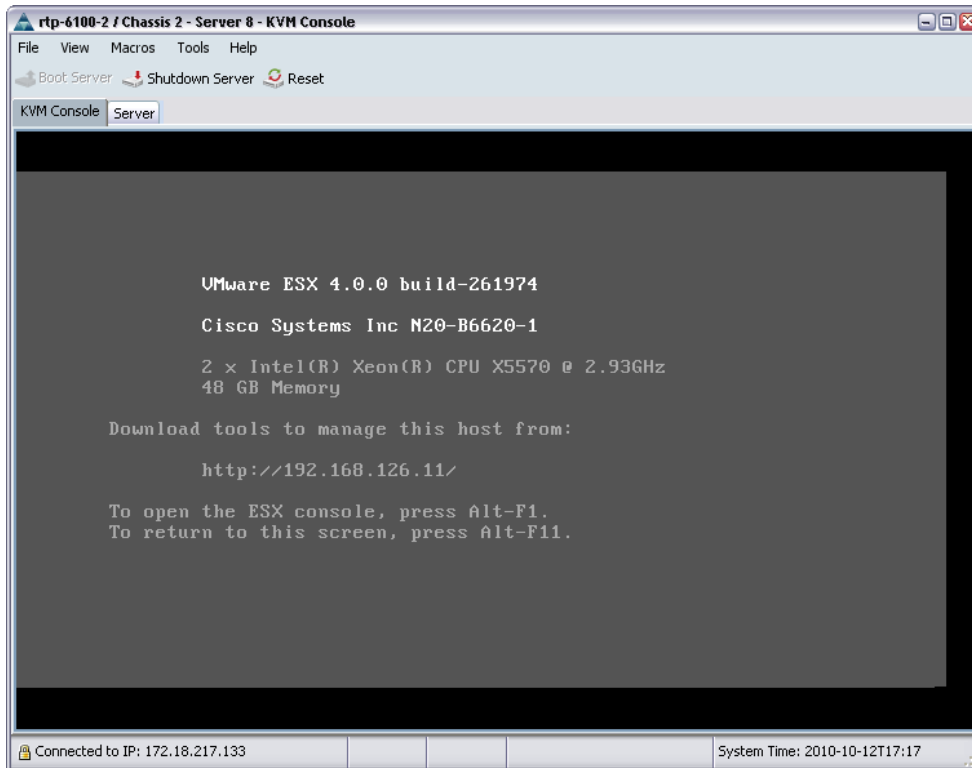 rtp-6100-2 / Chassis 2 - Server 8 - KVM Console
File View Macros Tools Help
Boot Server Shutdown Server Reset
KVM Console Server
VMware ESX 4.0.0 build-261974
Cisco Systems Inc N20-B6620-1
2 x Intel(R) Xeon(R) CPU X5570 @ 2.93GHz
48 GB Memory
Download tools to manage this host from:
http://192.168.126.11/
To open the ESX console, press Alt-F1.
To return to this screen, press Alt-F11.
Connected to IP: 172.18.217.133 System Time: 2010-10-12T17:17